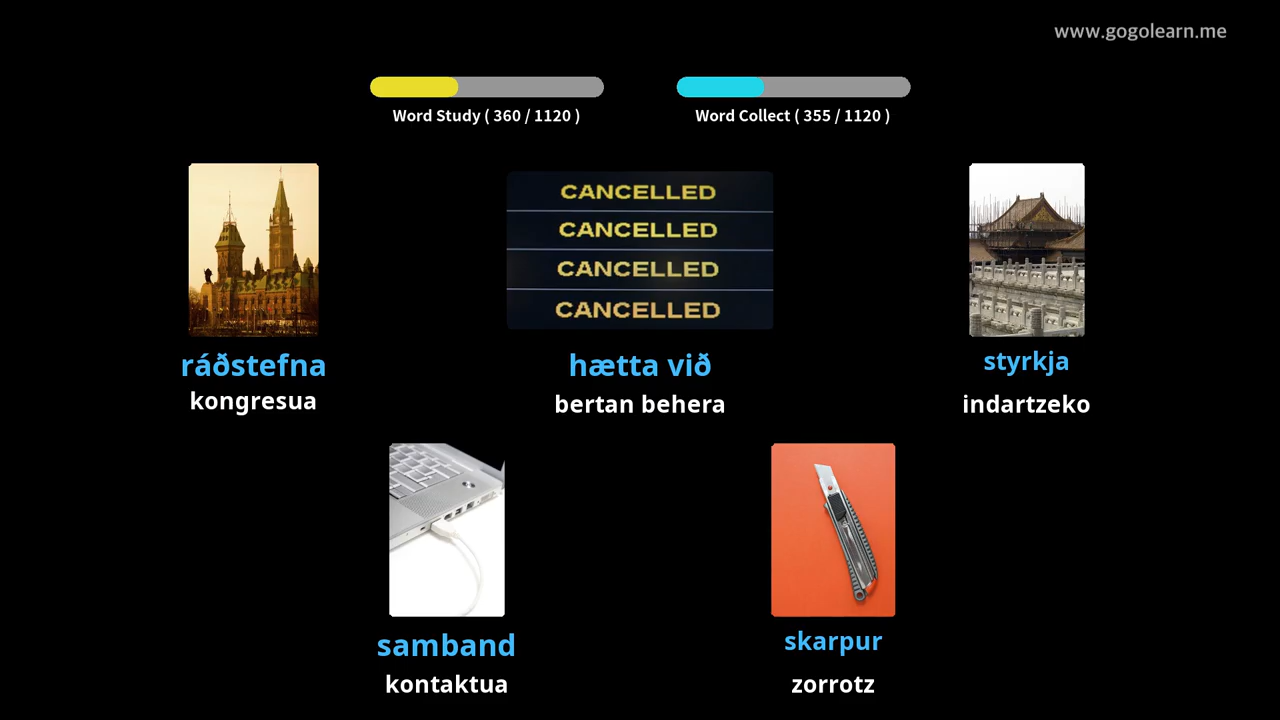 www.gogolearn.me
Word Study ( 360 / 1120 )
Word Collect ( 355 / 1120 )
CANCELLED
CANCELLED
CANCELLED
CANCELLED
ráðstefna
kongresua
hætta við
bertan behera
styrkja
indartzeko
samband
kontaktua
skarpur
zorrotz